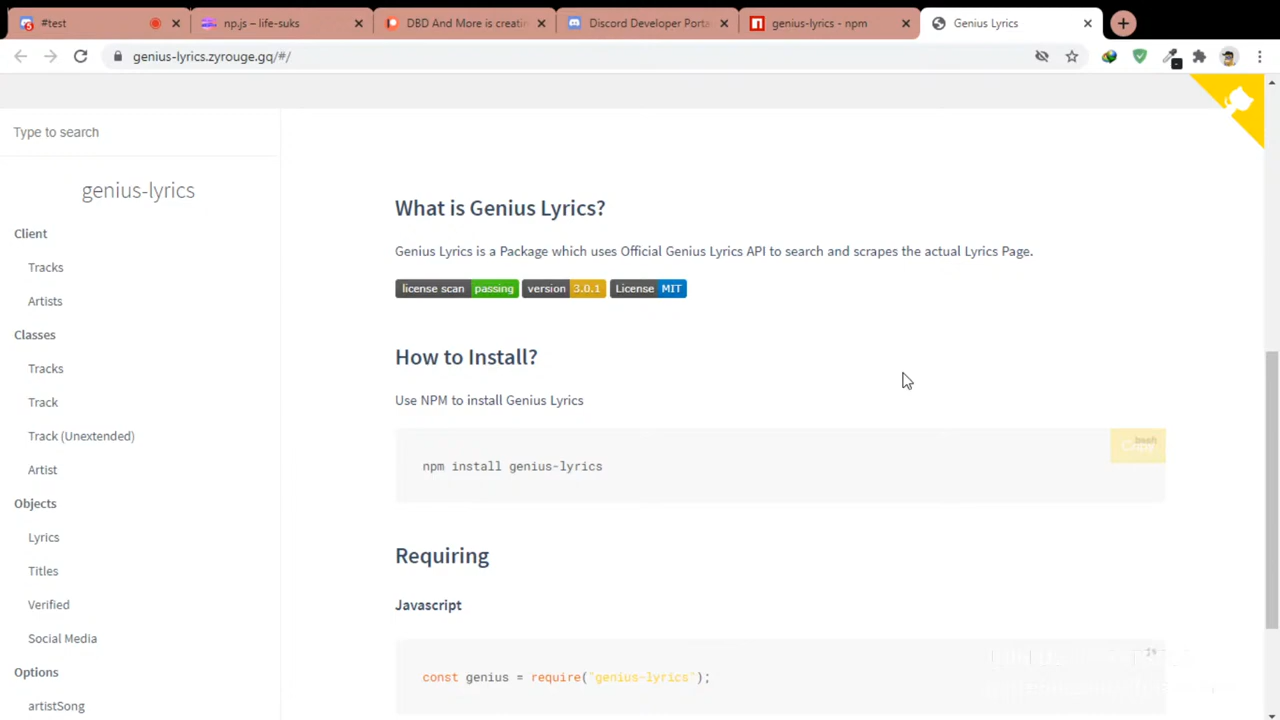 #test
np.js – life-suks
DBD And More is creatin
Discord Developer Porta
genius-lyrics - npm
Genius Lyrics
genius-lyrics.zyrouge.gq/#/
Type to search
genius-lyrics
Client
Tracks
Artists
Classes
Tracks
Track
Track (Unextended)
Artist
Objects
Lyrics
Titles
Verified
Social Media
Options
artistSong
What is Genius Lyrics?
Genius Lyrics is a Package which uses Official Genius Lyrics API to search and scrapes the actual Lyrics Page.
license scan passing version 3.0.1 License MIT
How to Install?
Use NPM to install Genius Lyrics
bash
Copy
npm install genius-lyrics
Requiring
Javascript
const genius = require("genius-lyrics");